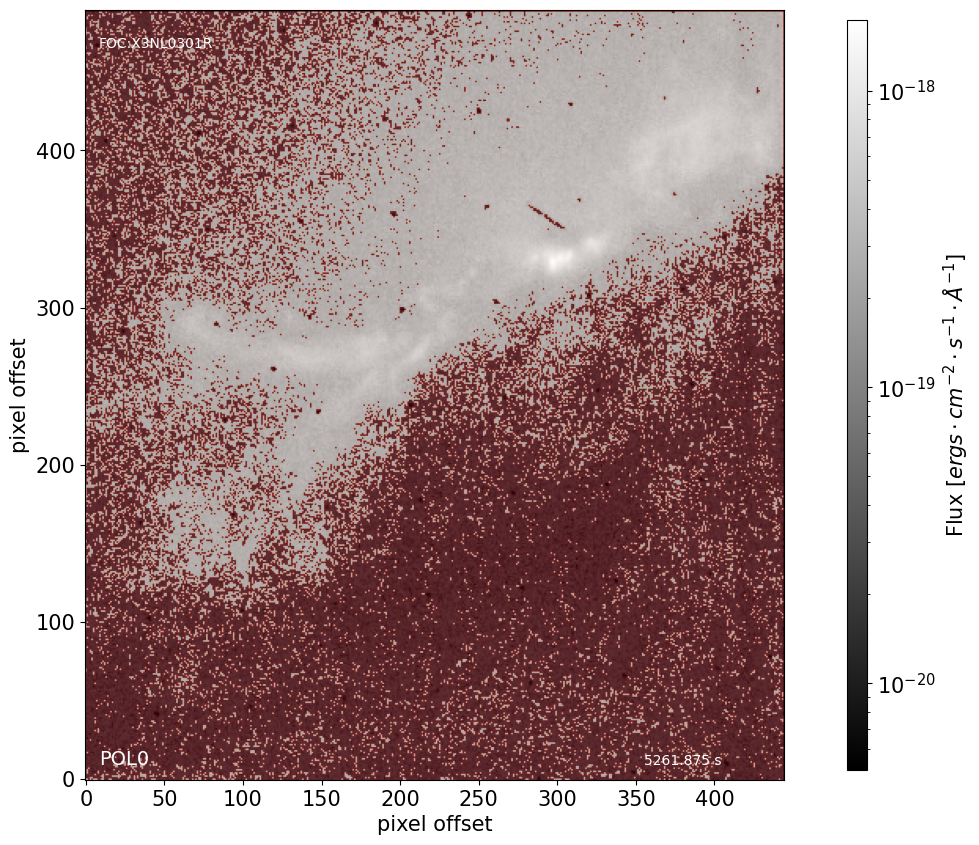 FOC:X3NL0301R
POL0
5261.875 s
0
100
200
300
400
pixel offset
0 50 100 150 200 250 300 350 400
pixel offset
10⁻¹⁸
10⁻¹⁹
10⁻²⁰
Flux [ergs · cm⁻² · s⁻¹ · Å⁻¹]